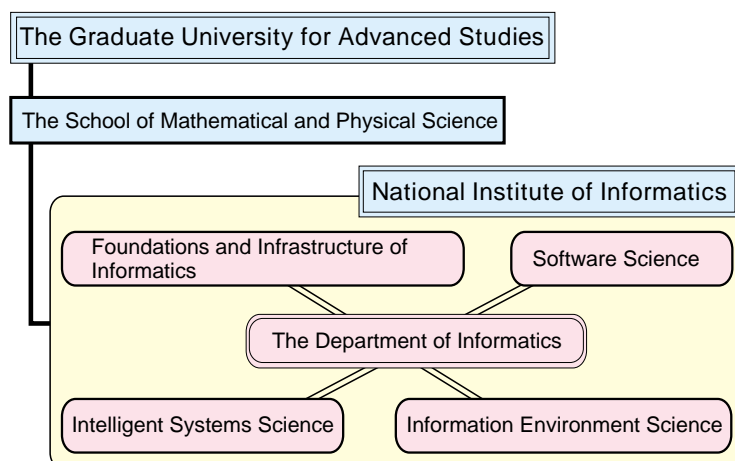 The Graduate University for Advanced Studies
The School of Mathematical and Physical Science
National Institute of Informatics
Foundations and Infrastructure of
Informatics
Software Science
The Department of Informatics
Intelligent Systems Science
Information Environment Science